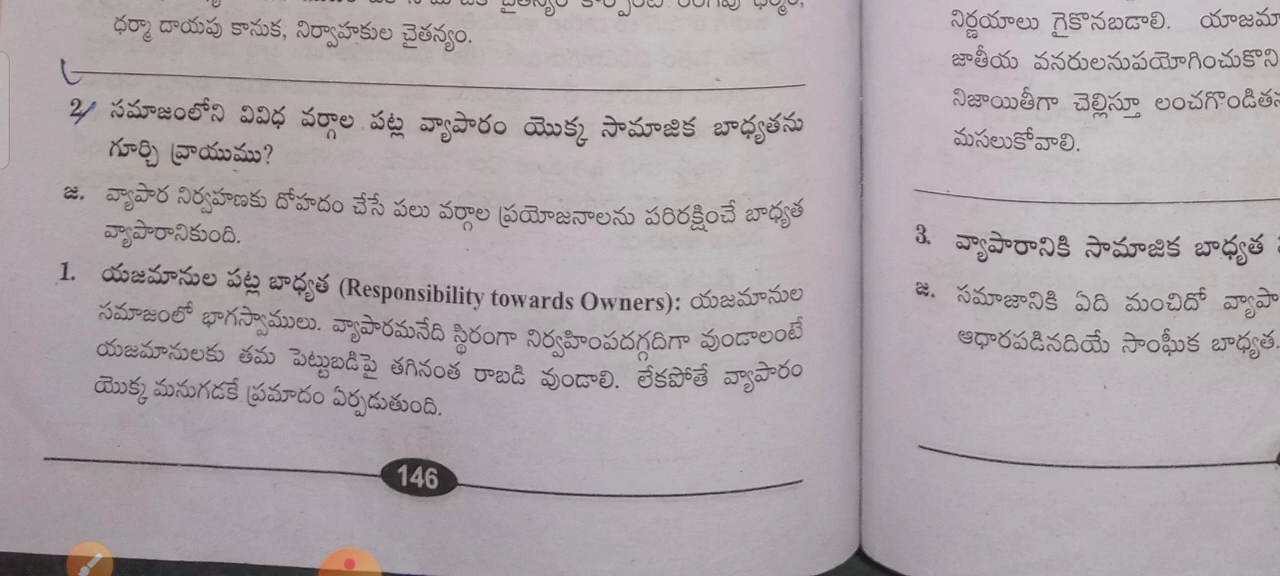 ధర్మా దాయపు కానుక, నిర్వాహకుల చైతన్యం.
2. సమాజంలోని వివిధ వర్గాల పట్ల వ్యాపారం యొక్క సామాజిక బాధ్యతను
గూర్చి వ్రాయుము?
జ. వ్యాపార నిర్వహణకు దోహదం చేసే పలు వర్గాల ప్రయోజనాలను పరిరక్షించే బాధ్యత
వ్యాపారానికుంది.
1. యజమానుల పట్ల బాధ్యత (Responsibility towards Owners): యజమానుల
సమాజంలో భాగస్వాములు. వ్యాపారమనేది స్థిరంగా నిర్వహింపదగ్గదిగా వుండాలంటే
యజమానులకు తమ పెట్టుబడిపై తగినంత రాబడి వుండాలి. లేకపోతే వ్యాపారం
యొక్క మనుగడకే ప్రమాదం ఏర్పడుతుంది.
146
నిర్ణయాలు గైకొనబడాలి. యాజమా
జాతీయ వనరులనుపయోగించుకొని
నిజాయితీగా చెల్లిస్తూ లంచగొండితన
మసలుకోవాలి.
3. వ్యాపారానికి సామాజిక బాధ్యత
జ. సమాజానికి ఏది మంచిదో వ్యాపా
ఆధారపడినదియే సాంఘీక బాధ్యత.